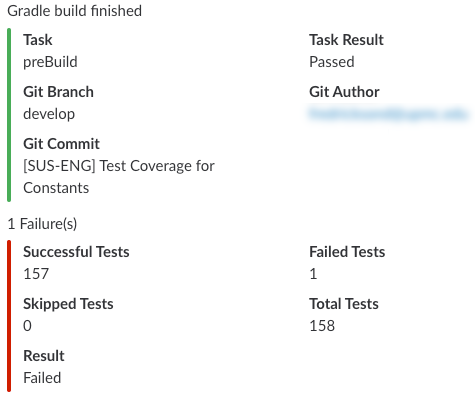 Gradle build finished
Task
Task Result
preBuild
Passed
Git Branch
Git Author
develop
Git Commit
[SUS-ENG] Test Coverage for
Constants
1 Failure(s)
Successful Tests
Failed Tests
157
1
Skipped Tests
Total Tests
0
158
Result
Failed